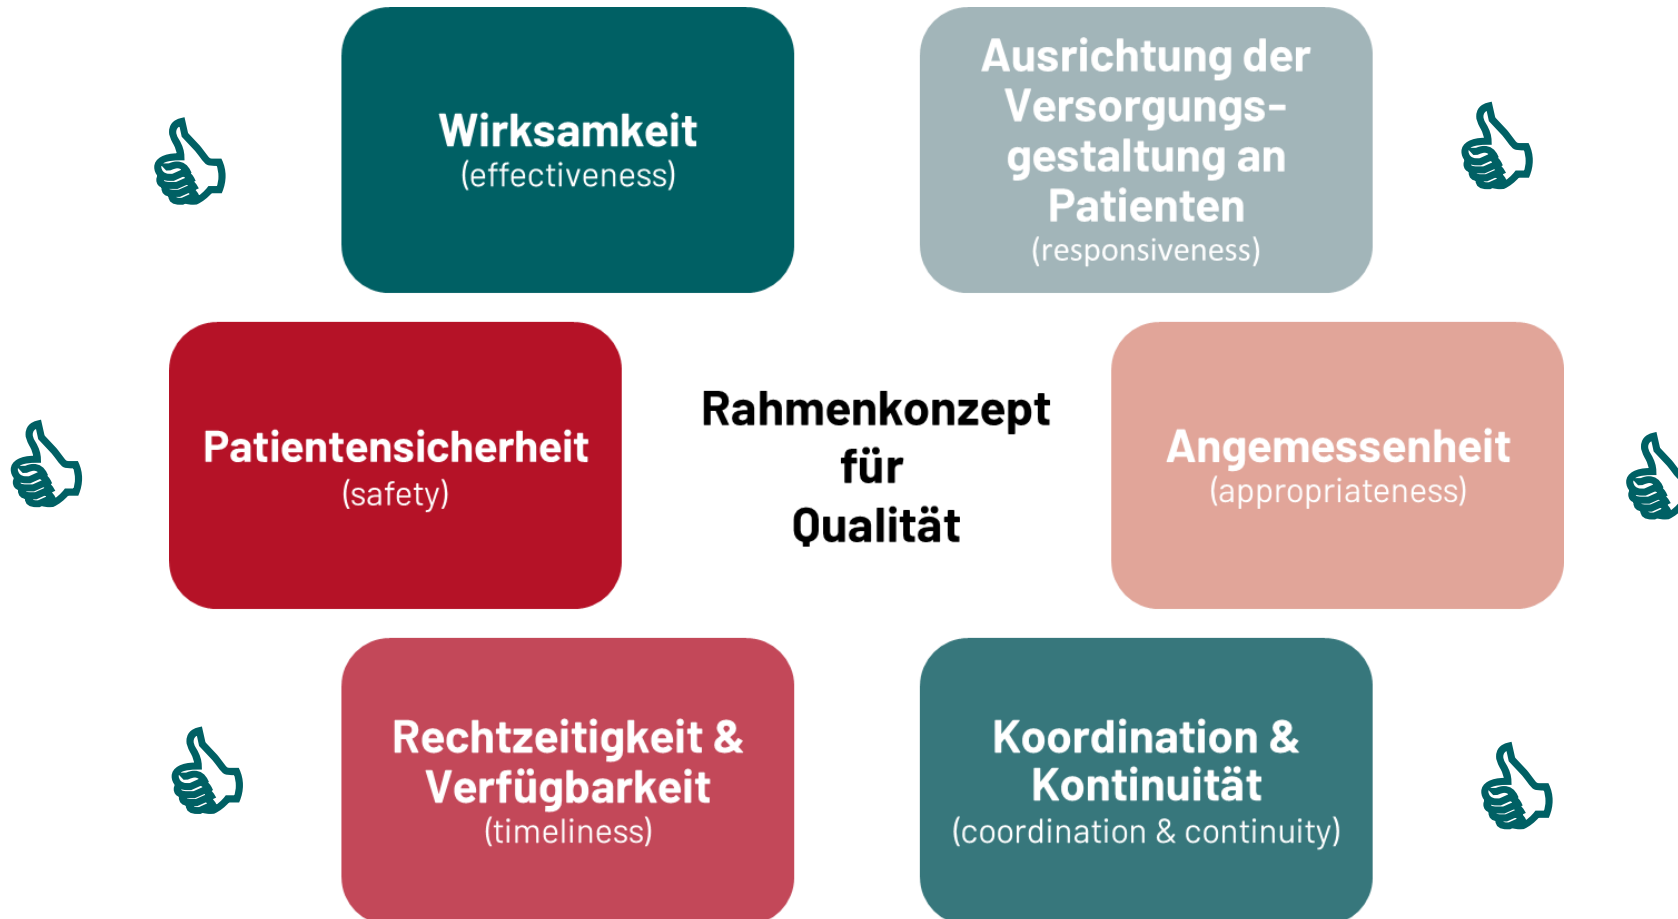 Wirksamkeit
(effectiveness)
Ausrichtung der
Versorgungs-
gestaltung an
Patienten
(responsiveness)
Patientensicherheit
(safety)
Rahmenkonzept
für
Qualität
Angemessenheit
(appropriateness)
Rechtzeitigkeit &
Verfügbarkeit
(timeliness)
Koordination &
Kontinuität
(coordination & continuity)